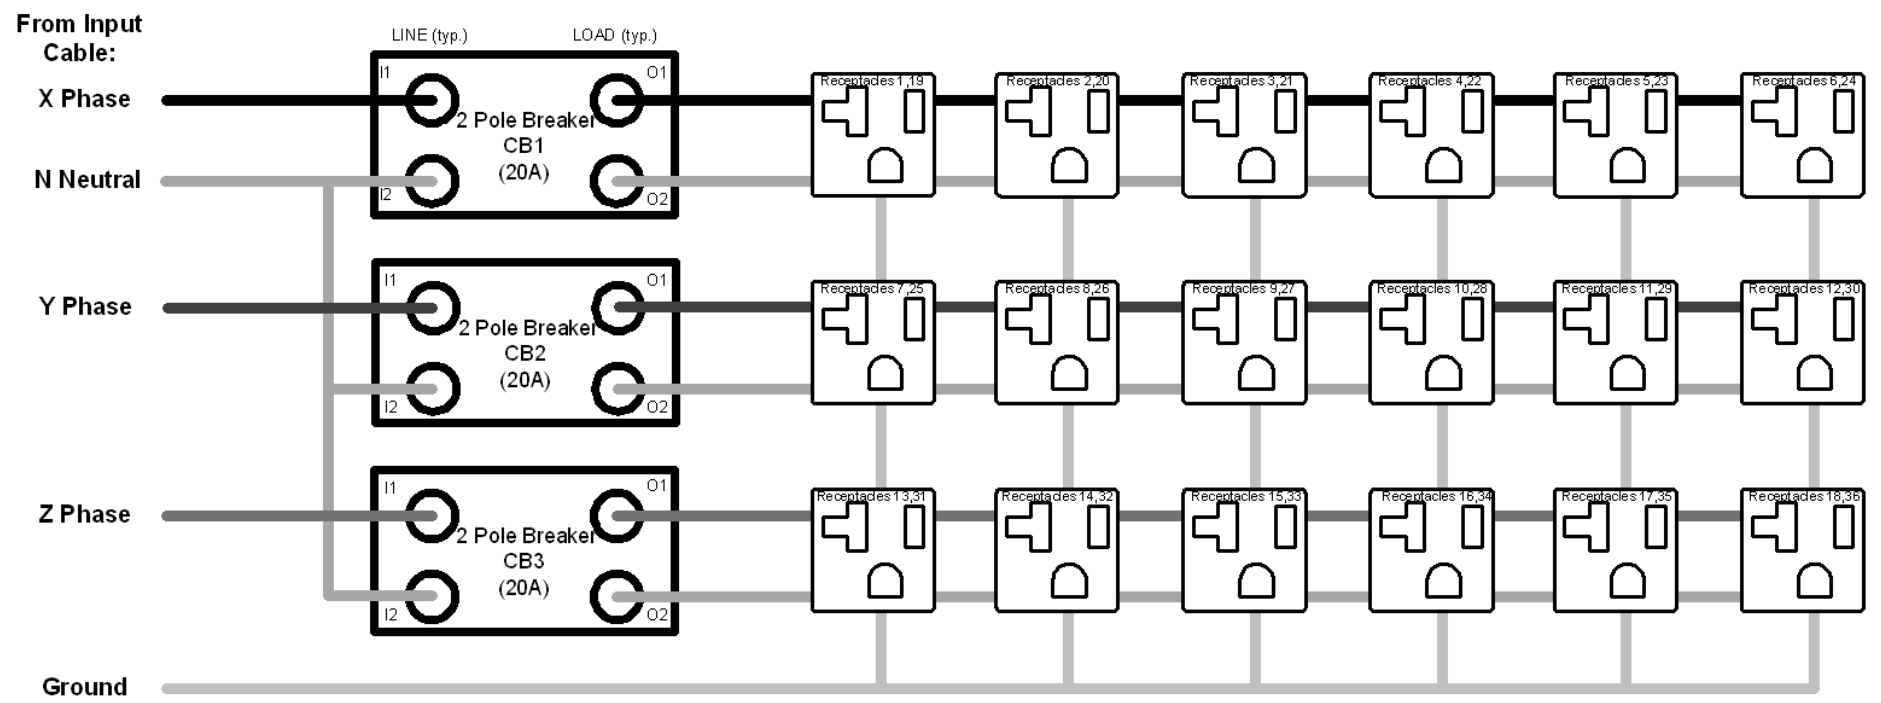 From Input
Cable:
LINE (typ.)
LOAD (typ.)
X Phase
I1
O1
2 Pole Breaker
CB1
(20A)
N Neutral
I2
O2
Receptacles 1,19
Receptacles 2,20
Receptacles 3,21
Receptacles 4,22
Receptacles 5,23
Receptacles 6,24
Y Phase
I1
O1
2 Pole Breaker
CB2
(20A)
I2
O2
Receptacles 7,25
Receptacles 8,26
Receptacles 9,27
Receptacles 10,28
Receptacles 11,29
Receptacles 12,30
Z Phase
I1
O1
2 Pole Breaker
CB3
(20A)
I2
O2
Receptacles 13,31
Receptacles 14,32
Receptacles 15,33
Receptacles 16,34
Receptacles 17,35
Receptacles 18,36
Ground